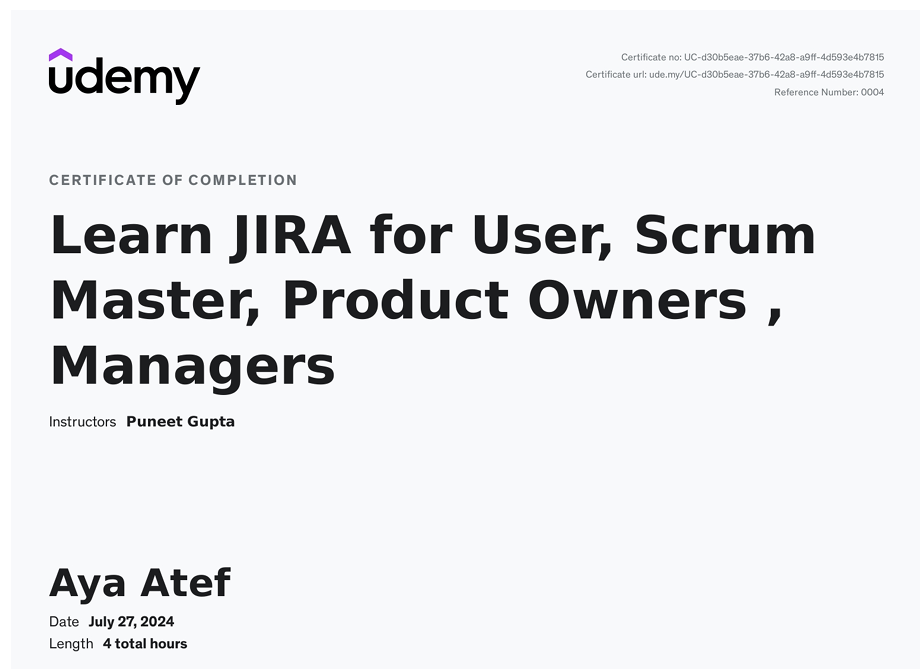 udemy
Certificate no: UC-d30b5eae-37b6-42a8-a9ff-4d593e4b7815
Certificate url: ude.my/UC-d30b5eae-37b6-42a8-a9ff-4d593e4b7815
Reference Number: 0004
CERTIFICATE OF COMPLETION
Learn JIRA for User, Scrum
Master, Product Owners ,
Managers
Instructors Puneet Gupta
Aya Atef
Date July 27, 2024
Length 4 total hours